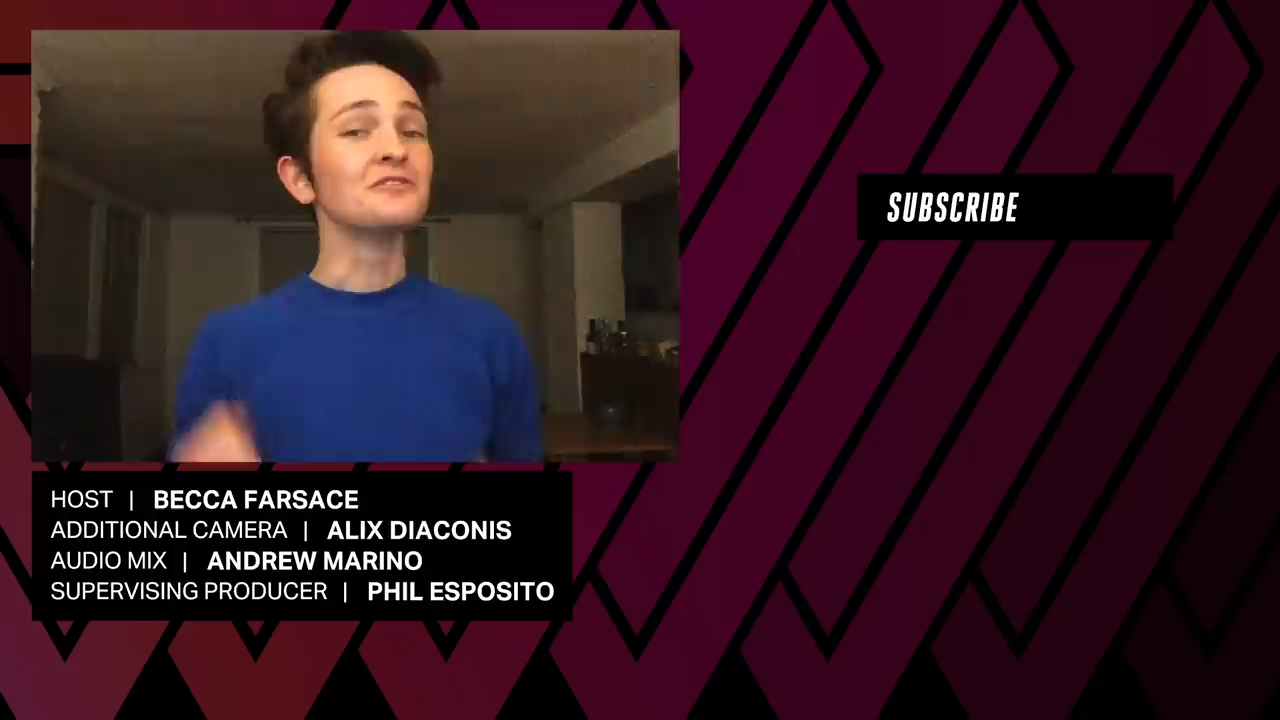 SUBSCRIBE
HOST | BECCA FARSACE
ADDITIONAL CAMERA | ALIX DIACONIS
AUDIO MIX | ANDREW MARINO
SUPERVISING PRODUCER | PHIL ESPOSITO